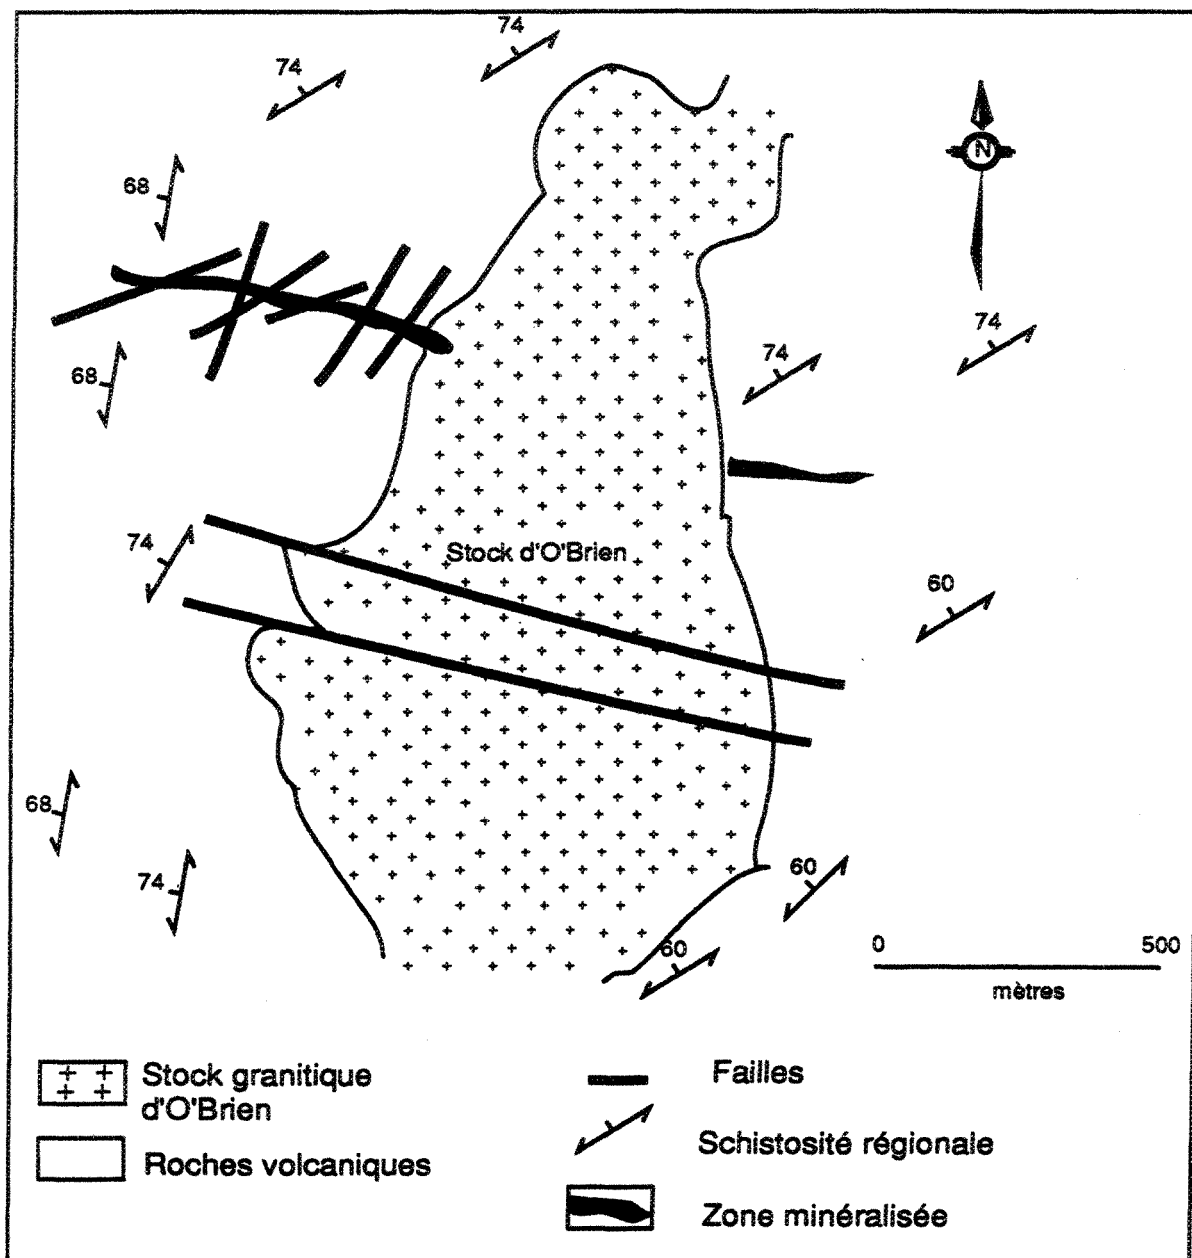 74
74
68
N
68
74
74
74
Stock d'O'Brien
60
68
74
60
60
0 500
mètres
Stock granitique
d'O'Brien
Failles
Schistosité régionale
Roches volcaniques
Zone minéralisée